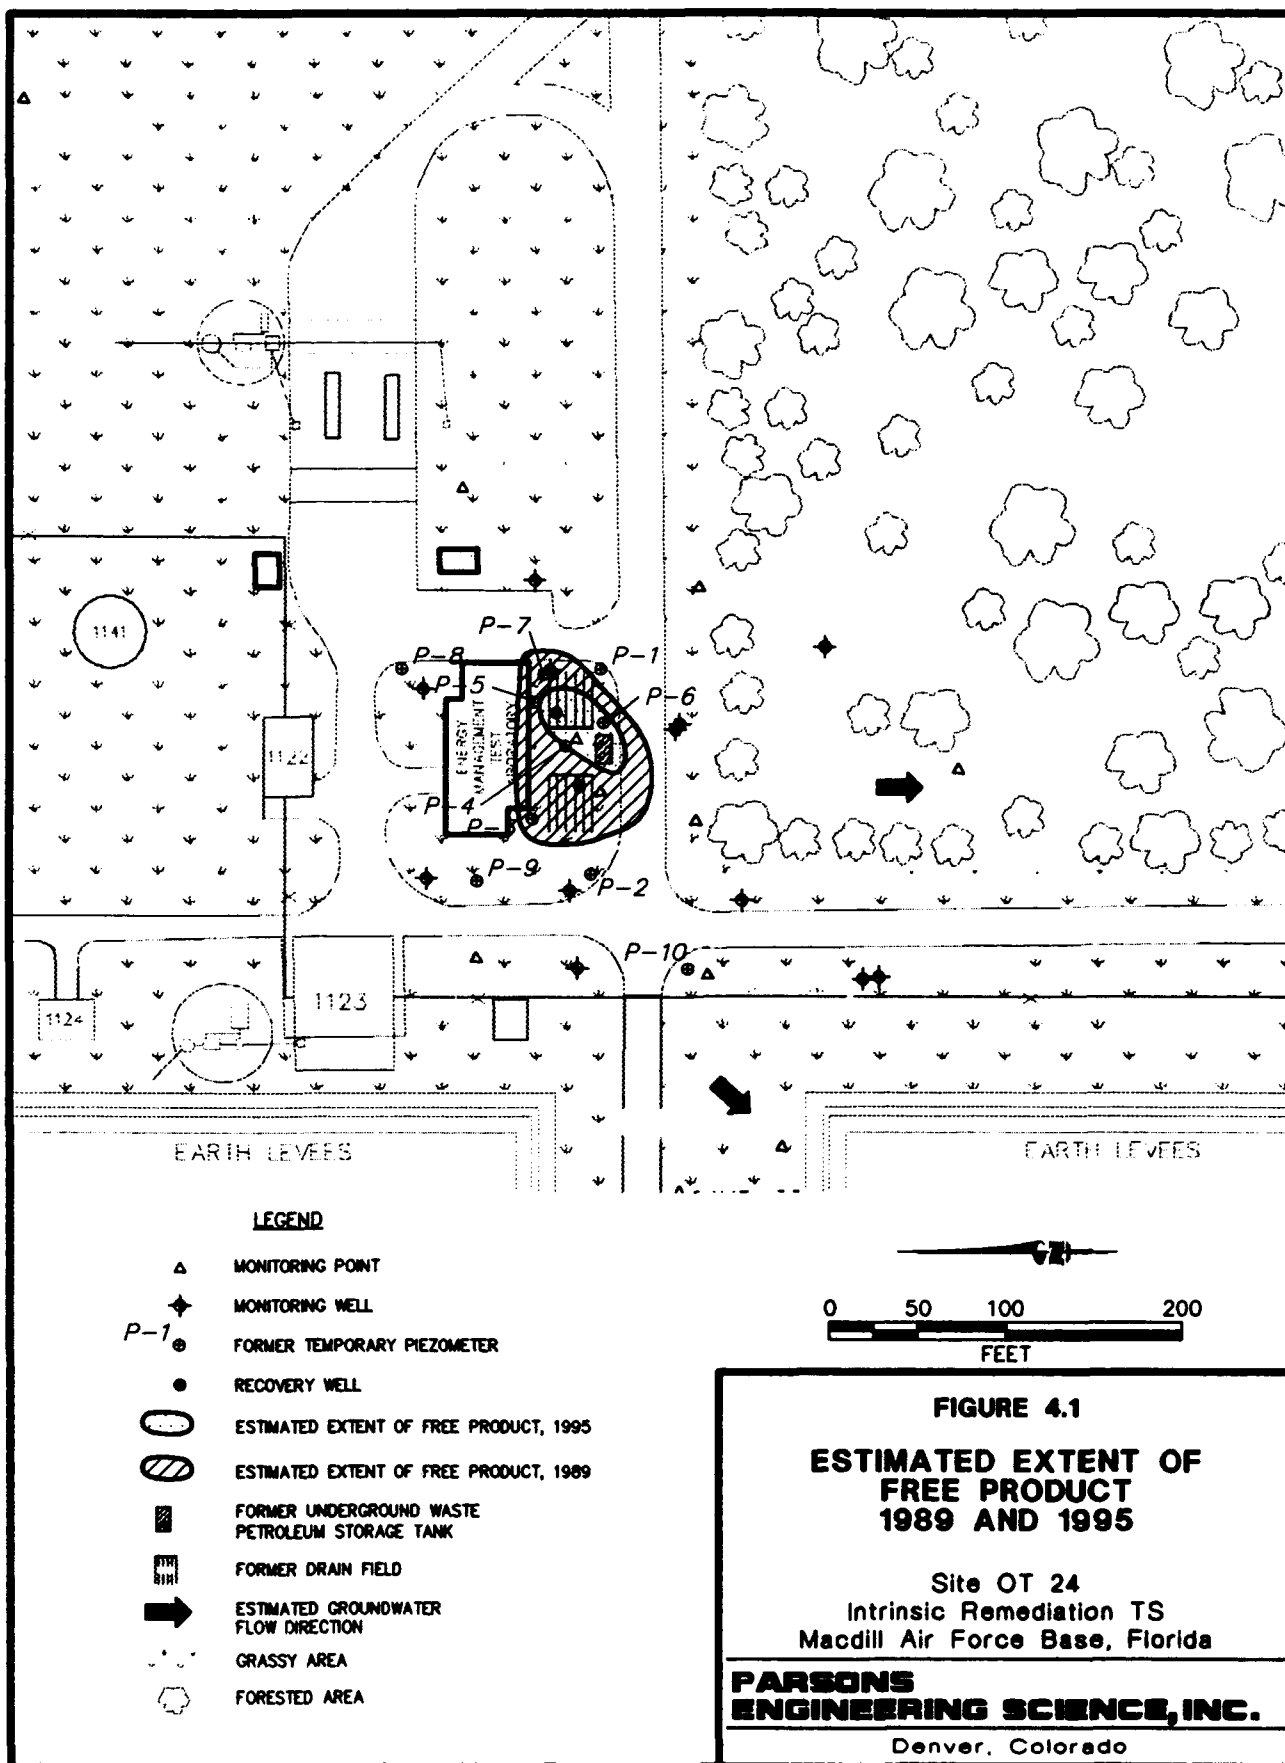 1141
P-7
P-8
P-1
P-5
P-6
ENERGY
MANAGEMENT
TEST
1122
P-4
P-
P-9
P-2
P-10
1124
1123
EARTH LEVEES
EARTH LEVEES
LEGEND
MONITORING POINT
MONITORING WELL
P-1
FORMER TEMPORARY PIEZOMETER
RECOVERY WELL
ESTIMATED EXTENT OF FREE PRODUCT, 1995
ESTIMATED EXTENT OF FREE PRODUCT, 1989
FORMER UNDERGROUND WASTE
PETROLEUM STORAGE TANK
FORMER DRAIN FIELD
ESTIMATED GROUNDWATER
FLOW DIRECTION
GRASSY AREA
FORESTED AREA
0 50 100 200
FEET
FIGURE 4.1
ESTIMATED EXTENT OF
FREE PRODUCT
1989 AND 1995
Site OT 24
Intrinsic Remediation TS
Macdill Air Force Base, Florida
PARSONS
ENGINEERING SCIENCE, INC.
Denver, Colorado